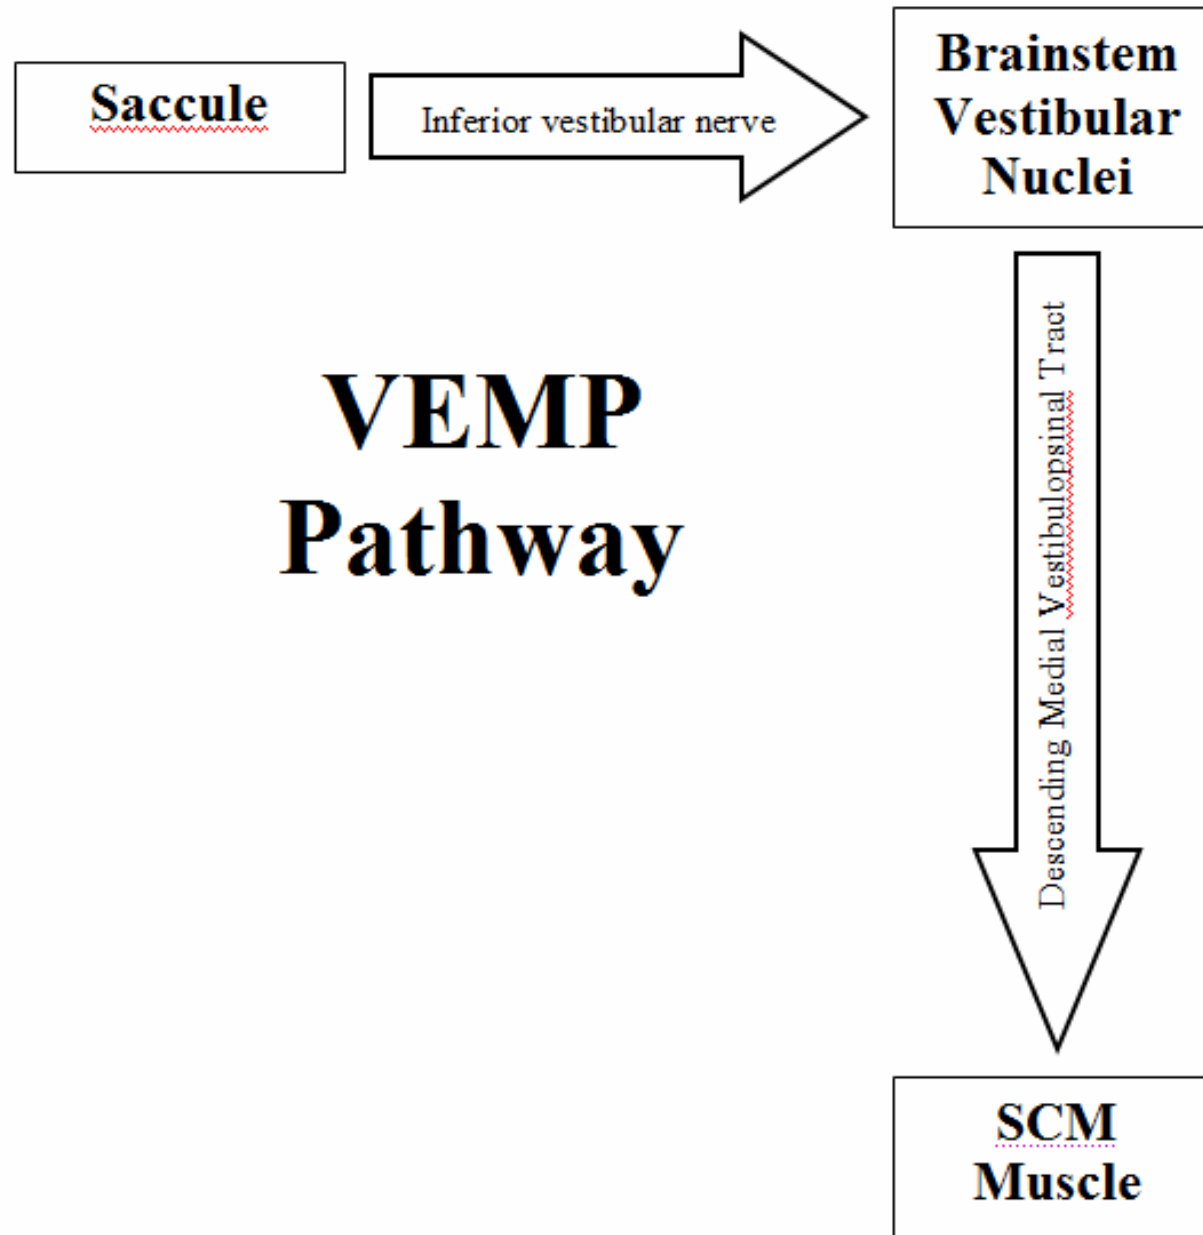 Saccule
Inferior vestibular nerve
Brainstem
Vestibular
Nuclei
VEMP
Pathway
Descending Medial Vestibulopsinal Tract
SCM
Muscle